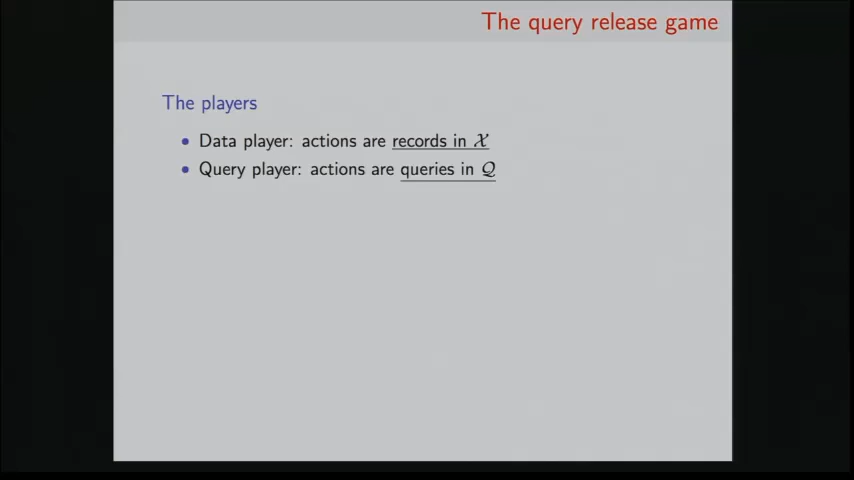 The query release game
The players
• Data player: actions are records in 𝒳
• Query player: actions are queries in 𝒬